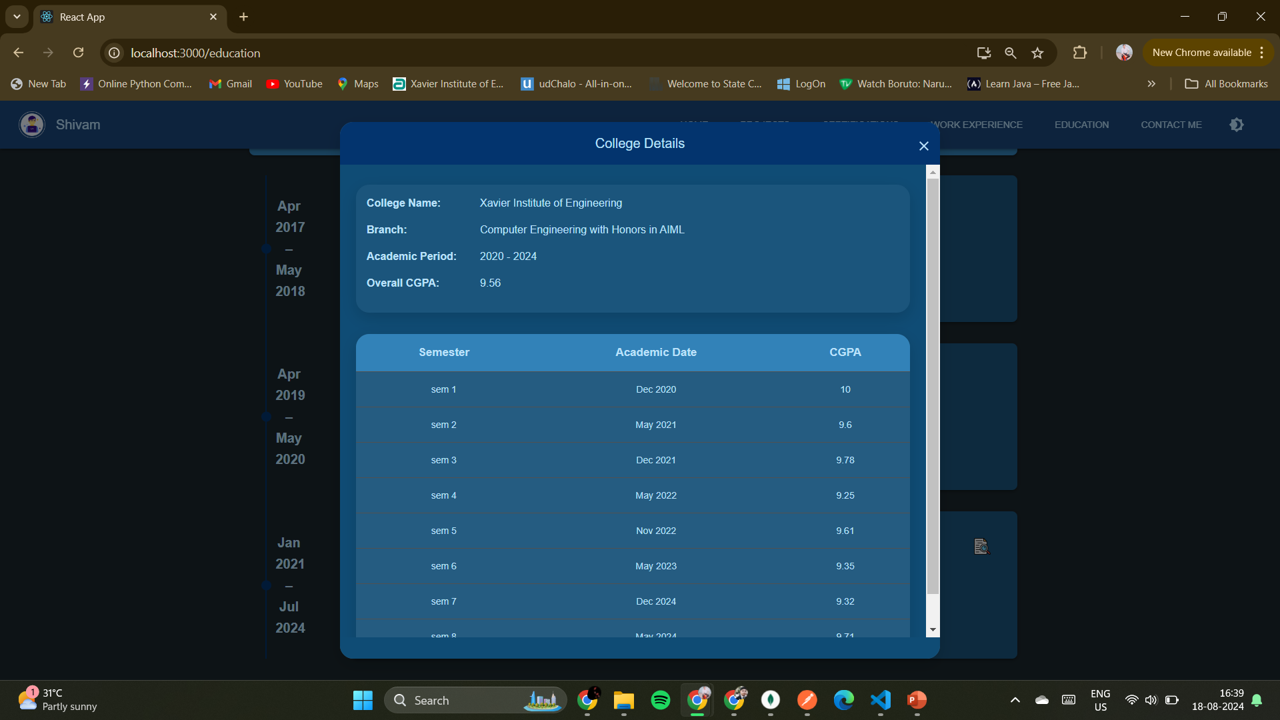 React App
localhost:3000/education
New Chrome available
New Tab
Online Python Com...
Gmail
YouTube
Maps
Xavier Institute of E...
udChalo - All-in-on...
Welcome to State C...
LogOn
Watch Boruto: Naru...
Learn Java – Free Ja...
All Bookmarks
Shivam
WORK EXPERIENCE
EDUCATION
CONTACT ME
College Details
College Name: Xavier Institute of Engineering
Branch: Computer Engineering with Honors in AIML
Academic Period: 2020 - 2024
Overall CGPA: 9.56
Semester Academic Date CGPA
sem 1 Dec 2020 10
sem 2 May 2021 9.6
sem 3 Dec 2021 9.78
sem 4 May 2022 9.25
sem 5 Nov 2022 9.61
sem 6 May 2023 9.35
sem 7 Dec 2024 9.32
sem 8 May 2024 9.71
Apr
2017
–
May
2018
Apr
2019
–
May
2020
Jan
2021
–
Jul
2024
1
31°C
Partly sunny
Search
ENG
US
16:39
18-08-2024